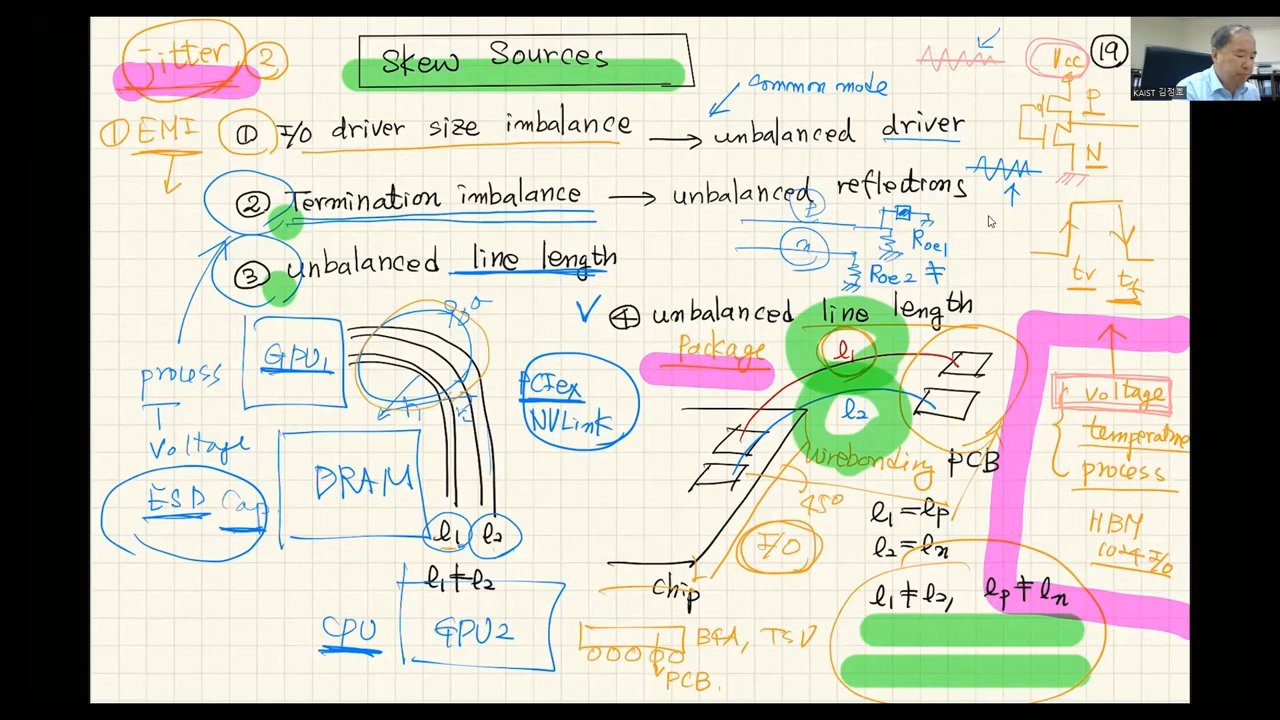 jitter ②
Skew Sources
Vcc
⑲
KAIST 김정호
common mode
① EMI
① I/O driver size imbalance → unbalanced driver
P
N
② Termination imbalance → unbalanced reflections
P
n
Roe1
Roe2 ≠
tr tf
③ unbalanced line length
④ unbalanced line length
Package
l1
l2
GPU1
process
voltage
ESD Cap
DRAM
r1 r2
PCIex
NVLink
voltage
temperature
process
wirebonding PCB
45°
I/O
l1 = lp
l2 = ln
HBM
1024 I/O
l1 l2
l1 ≠ l2
Chip
l1 ≠ l2, lp ≠ ln
CPU
GPU2
BGA, TSV
PCB.